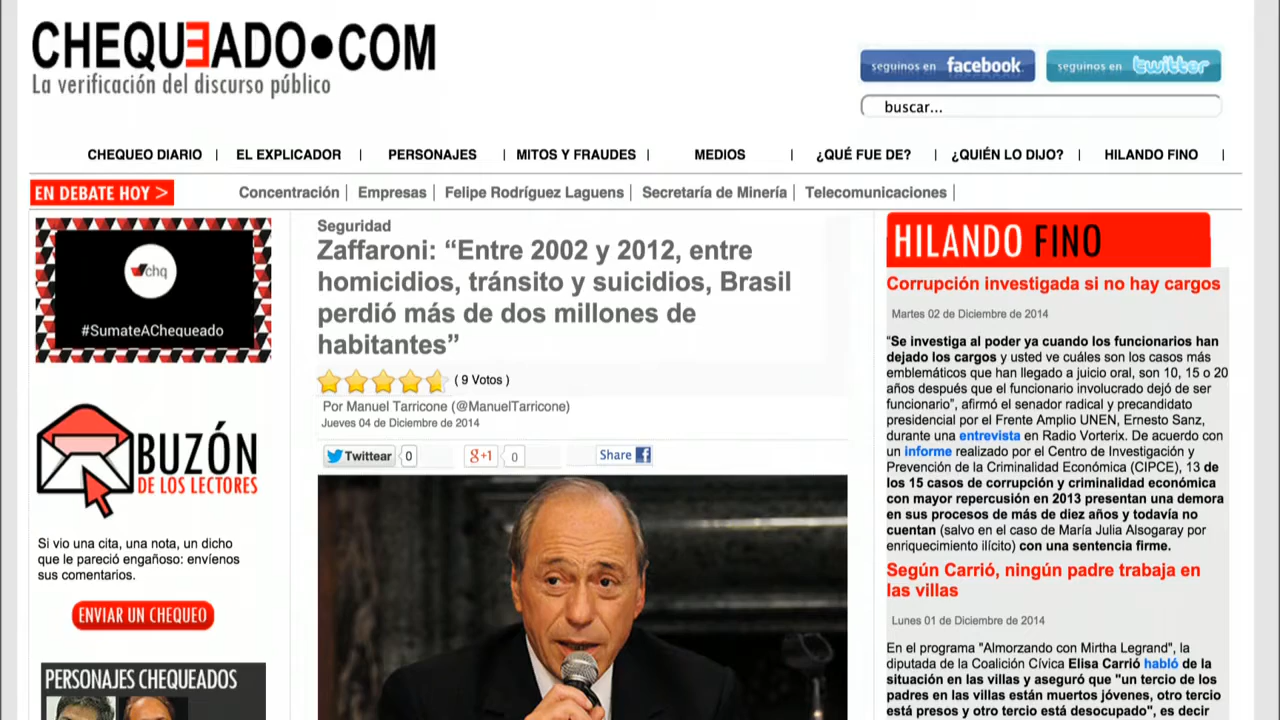 CHEQUEADO•COM
La verificación del discurso público
seguinos en facebook
seguinos en twitter
buscar...
CHEQUEO DIARIO | EL EXPLICADOR | PERSONAJES | MITOS Y FRAUDES | MEDIOS | ¿QUÉ FUE DE? | ¿QUIÉN LO DIJO? | HILANDO FINO |
EN DEBATE HOY >
Concentración | Empresas | Felipe Rodríguez Laguens | Secretaría de Minería | Telecomunicaciones |
chq
#SumateAChequeado
BUZÓN
DE LOS LECTORES
Si vio una cita, una nota, un dicho
que le pareció engañoso: envíenos
sus comentarios.
ENVIAR UN CHEQUEO
PERSONAJES CHEQUEADOS
Seguridad
Zaffaroni: “Entre 2002 y 2012, entre
homicidios, tránsito y suicidios, Brasil
perdió más de dos millones de
habitantes”
( 9 Votos )
Por Manuel Tarricone (@ManuelTarricone)
Jueves 04 de Diciembre de 2014
Twittear 0
g+1 0
Share f
HILANDO FINO
Corrupción investigada si no hay cargos
Martes 02 de Diciembre de 2014
"Se investiga al poder ya cuando los funcionarios han
dejado los cargos y usted ve cuáles son los casos más
emblemáticos que han llegado a juicio oral, son 10, 15 o 20
años después que el funcionario involucrado dejó de ser
funcionario”, afirmó el senador radical y precandidato
presidencial por el Frente Amplio UNEN, Ernesto Sanz,
durante una entrevista en Radio Vorterix. De acuerdo con
un informe realizado por el Centro de Investigación y
Prevención de la Criminalidad Económica (CIPCE), 13 de
los 15 casos de corrupción y criminalidad económica
con mayor repercusión en 2013 presentan una demora
en sus procesos de más de diez años y todavía no
cuentan (salvo en el caso de María Julia Alsogaray por
enriquecimiento ilícito) con una sentencia firme.
Según Carrió, ningún padre trabaja en
las villas
Lunes 01 de Diciembre de 2014
En el programa "Almorzando con Mirtha Legrand", la
diputada de la Coalición Cívica Elisa Carrió habló de la
situación en las villas y aseguró que "un tercio de los
padres en las villas están muertos jóvenes, otro tercio
está presos y otro tercio está desocupado", es decir